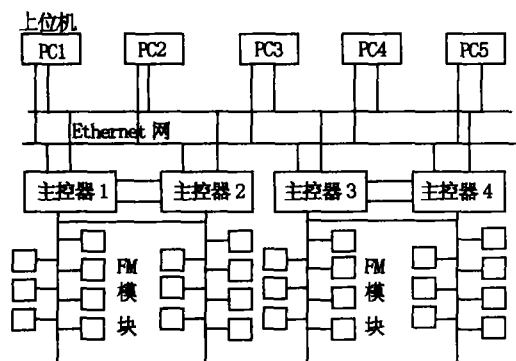 上位机
PC1 PC2 PC3 PC4 PC5
Ethernet 网
主控器 1 主控器 2 主控器 3 主控器 4
FM FM
模 模
块 块